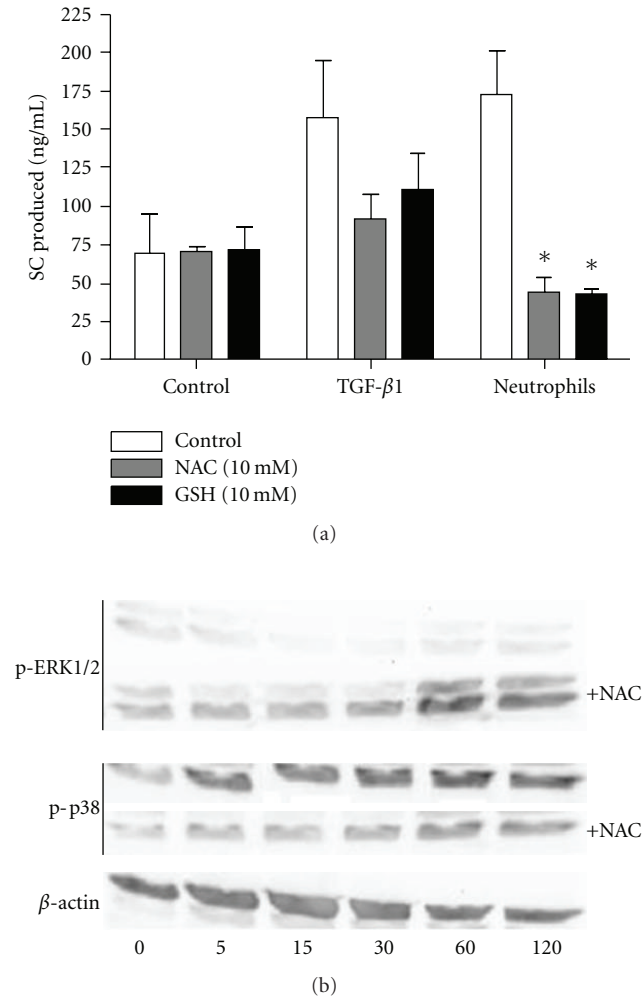 225
200
175
150
125
100
75
50
25
0
SC produced (ng/mL)
* *
Control TGF-β1 Neutrophils
Control
NAC (10 mM)
GSH (10 mM)
(a)
p-ERK1/2
+NAC
p-p38
+NAC
β-actin
0 5 15 30 60 120
(b)